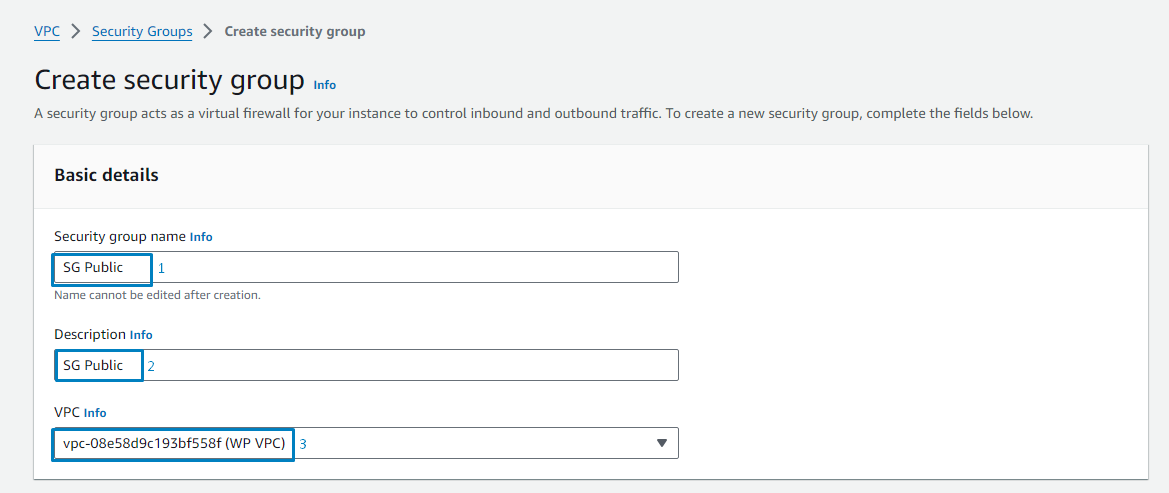 VPC > Security Groups > Create security group
Create security group Info
A security group acts as a virtual firewall for your instance to control inbound and outbound traffic. To create a new security group, complete the fields below.
Basic details
Security group name Info
SG Public 1
Name cannot be edited after creation.
Description Info
SG Public 2
VPC Info
vpc-08e58d9c193bf558f (WP VPC) 3